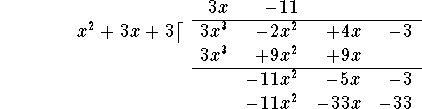 3x −11
x² + 3x + 3⌈ 3x³ −2x² +4x −3
3x³ +9x² +9x
−11x² −5x −3
−11x² −33x −33